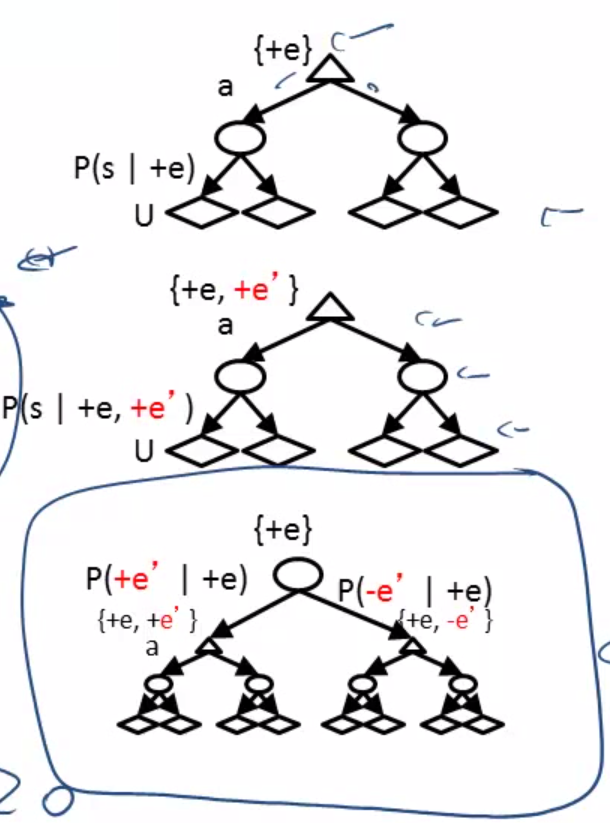 {+e}
a
P(s | +e)
U
{+e, +e' }
a
P(s | +e, +e' )
U
{+e}
P(+e' | +e) P(-e' | +e)
{+e, +e' } {+e, -e' }
a